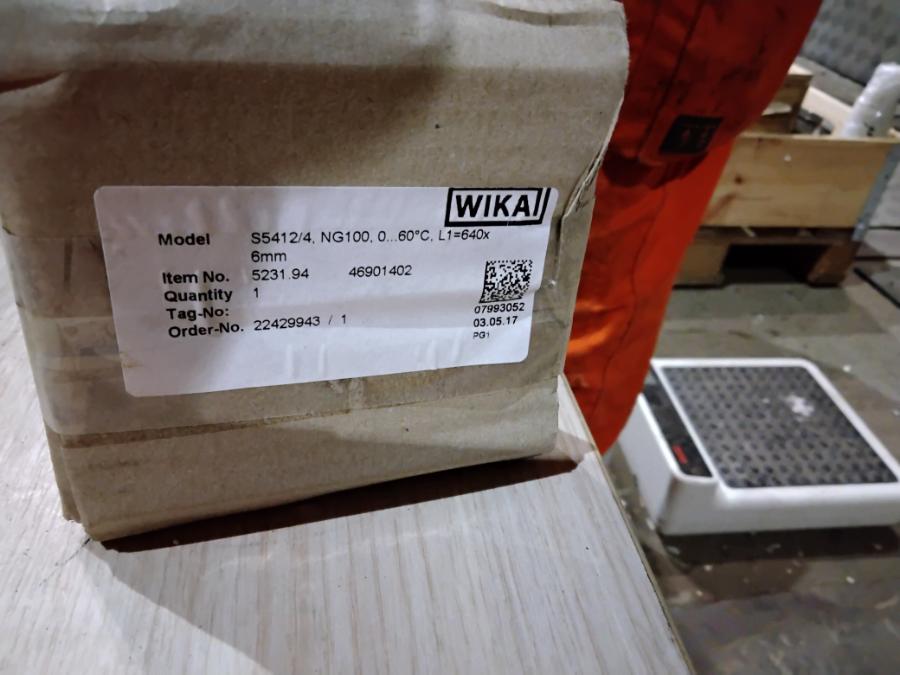 WIKA
Model S5412/4, NG100, 0...60°C, L1=640x
6mm
Item No. 5231.94 46901402
Quantity 1
Tag-No:
Order-No. 22429943 / 1
07993052
03.05.17
PG1